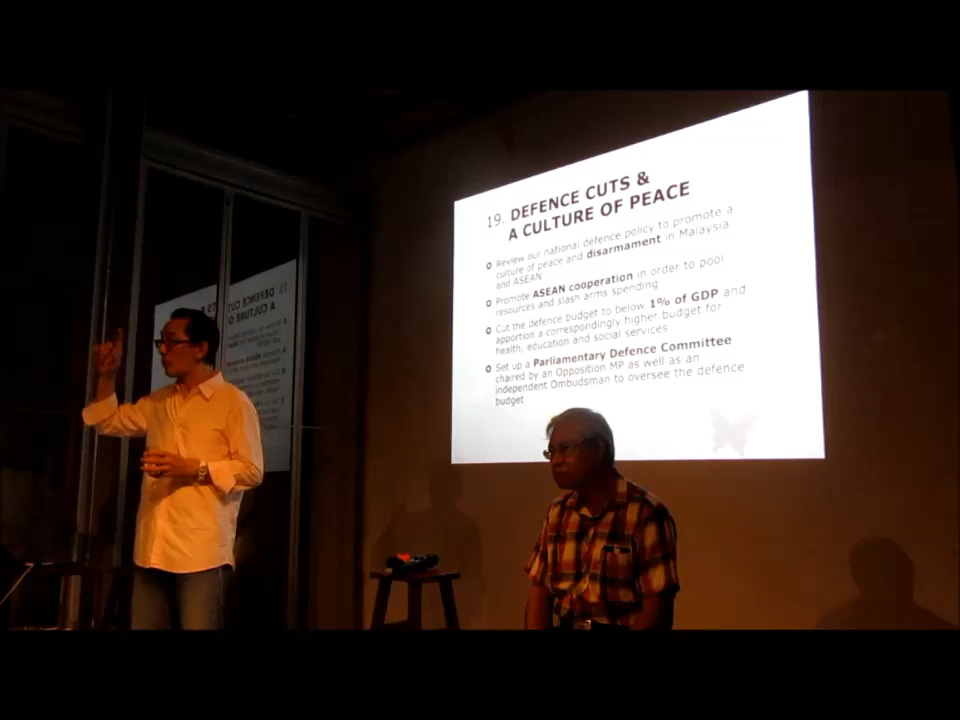 19. DEFENCE CUTS &
A CULTURE OF PEACE
Review our national defence policy to promote a
culture of peace and disarmament in Malaysia
and ASEAN
Promote ASEAN cooperation in order to pool
resources and slash arms spending
Cut the defence budget to below 1% of GDP and
apportion a correspondingly higher budget for
health, education and social services
Set up a Parliamentary Defence Committee
chaired by an Opposition MP as well as an
independent Ombudsman to oversee the defence
budget